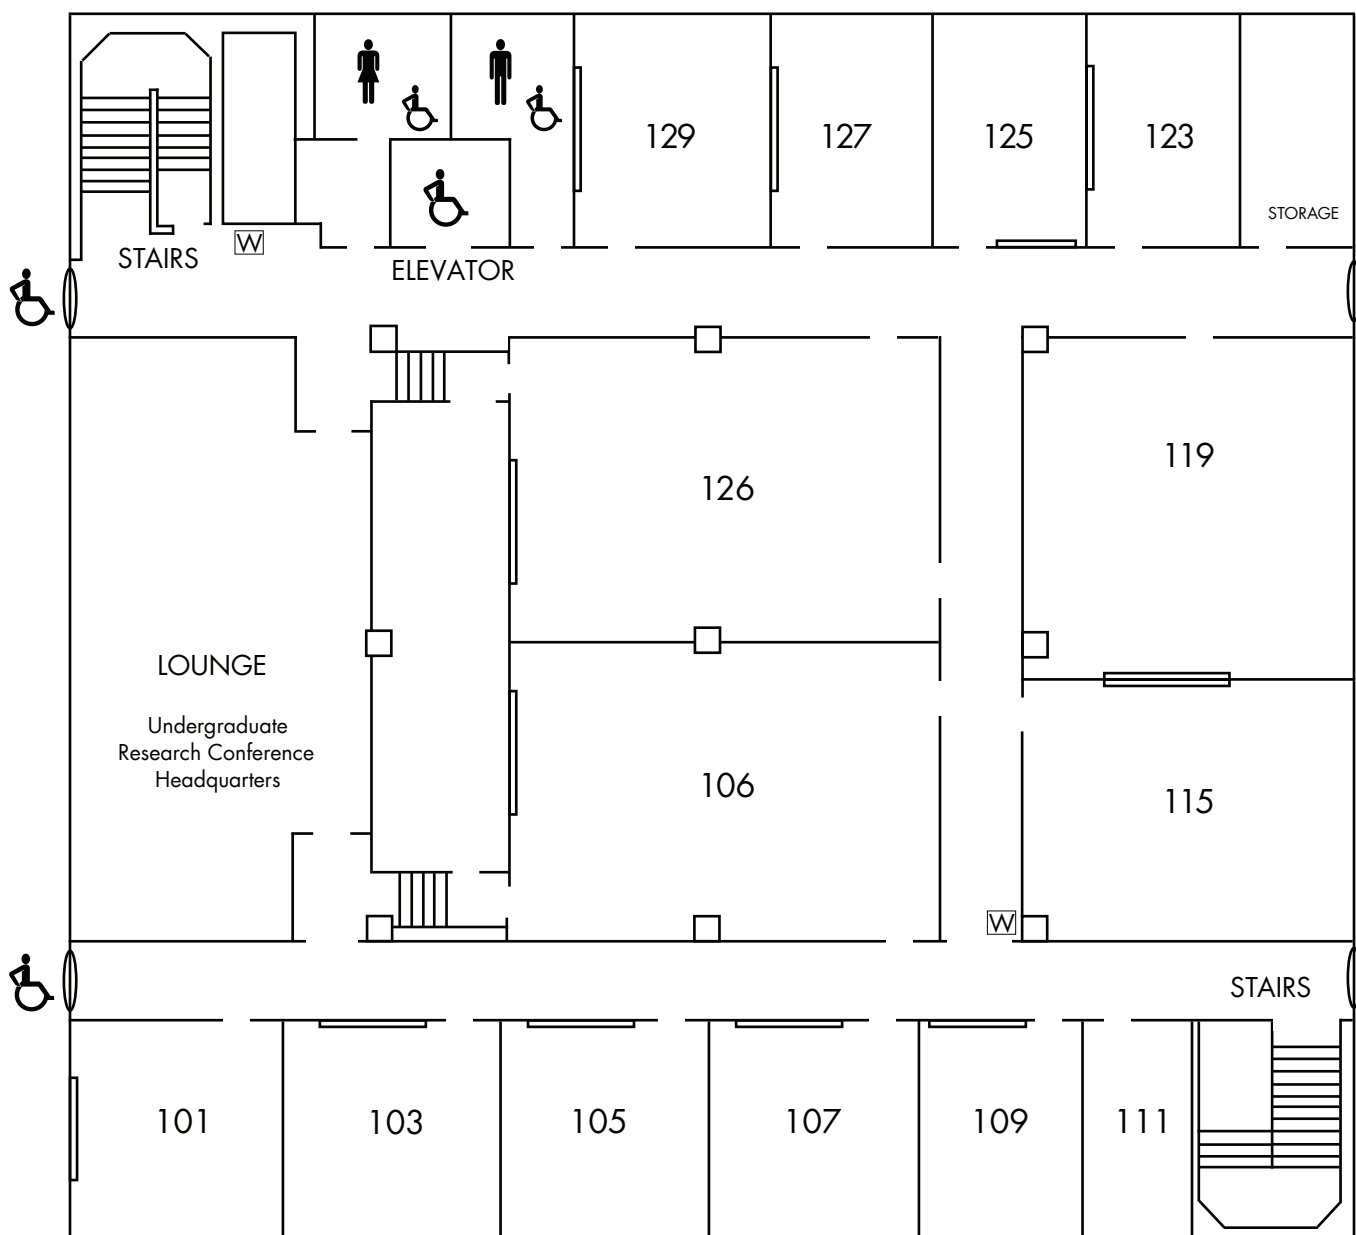 129
127
125
123
STORAGE
W
STAIRS
ELEVATOR
119
126
LOUNGE
Undergraduate
Research Conference
Headquarters
106
115
W
STAIRS
101
103
105
107
109
111